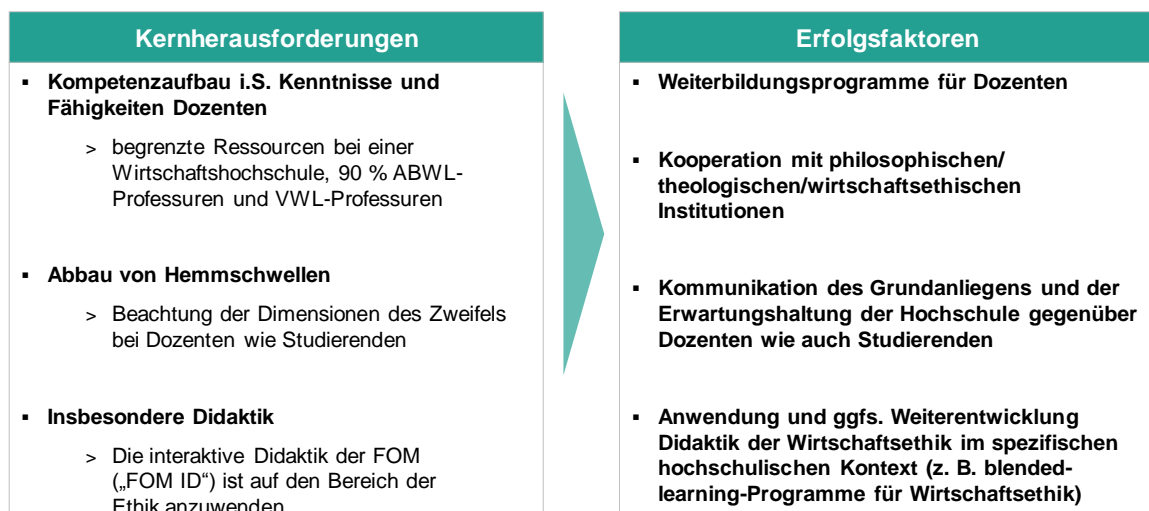 Kernherausforderungen
▪ Kompetenzaufbau i.S. Kenntnisse und
Fähigkeiten Dozenten
> begrenzte Ressourcen bei einer
Wirtschaftshochschule, 90 % ABWL-
Professuren und VWL-Professuren
▪ Abbau von Hemmschwellen
> Beachtung der Dimensionen des Zweifels
bei Dozenten wie Studierenden
▪ Insbesondere Didaktik
> Die interaktive Didaktik der FOM
(„FOM ID“) ist auf den Bereich der
Ethik anzuwenden
Erfolgsfaktoren
▪ Weiterbildungsprogramme für Dozenten
▪ Kooperation mit philosophischen/
theologischen/wirtschaftsethischen
Institutionen
▪ Kommunikation des Grundanliegens und der
Erwartungshaltung der Hochschule gegenüber
Dozenten wie auch Studierenden
▪ Anwendung und ggfs. Weiterentwicklung
Didaktik der Wirtschaftsethik im spezifischen
hochschulischen Kontext (z. B. blended-
learning-Programme für Wirtschaftsethik)